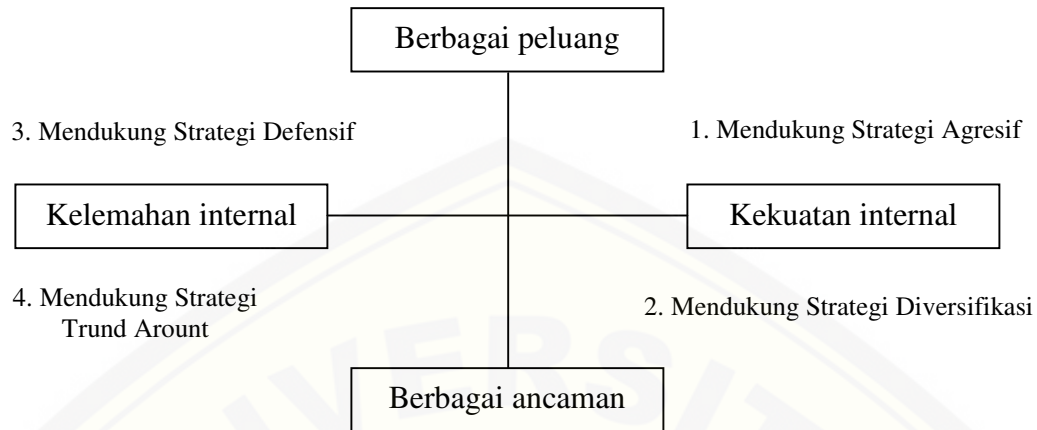 Berbagai peluang
3. Mendukung Strategi Defensif
1. Mendukung Strategi Agresif
Kelemahan internal
Kekuatan internal
4. Mendukung Strategi
Trund Arount
2. Mendukung Strategi Diversifikasi
VERSIT
Berbagai ancaman